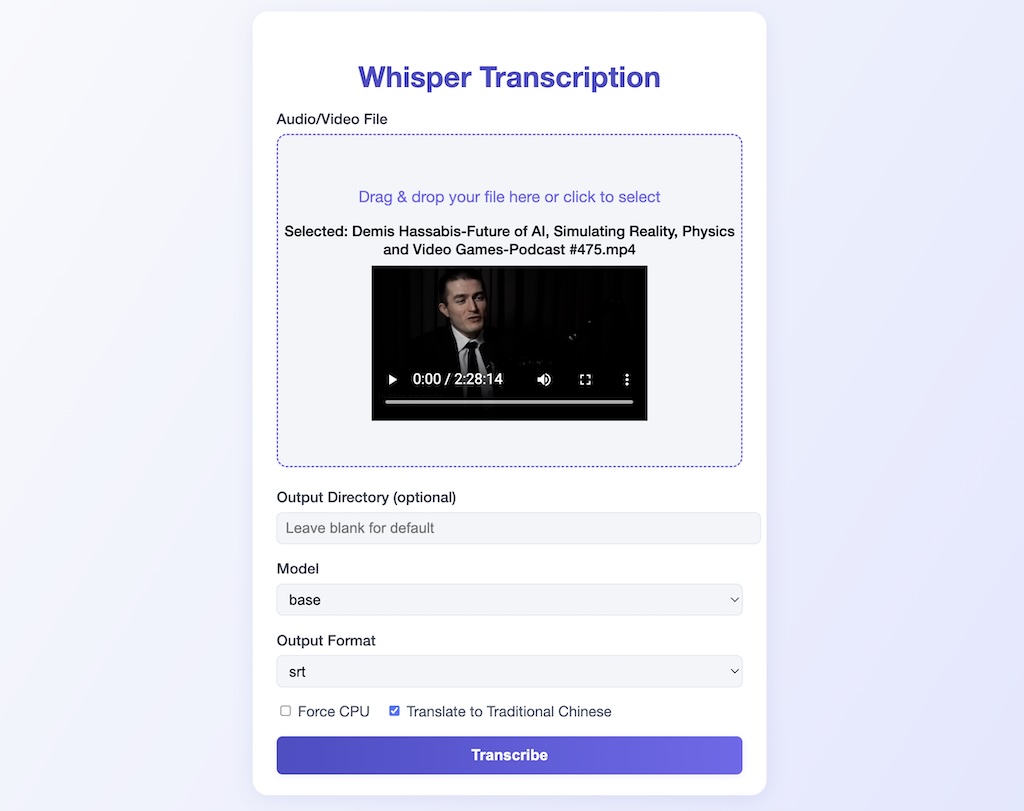 Whisper Transcription
Audio/Video File
Drag & drop your file here or click to select
Selected: Demis Hassabis-Future of AI, Simulating Reality, Physics
and Video Games-Podcast #475.mp4
0:00 / 2:28:14
Output Directory (optional)
Leave blank for default
Model
base
Output Format
srt
Force CPU Translate to Traditional Chinese
Transcribe